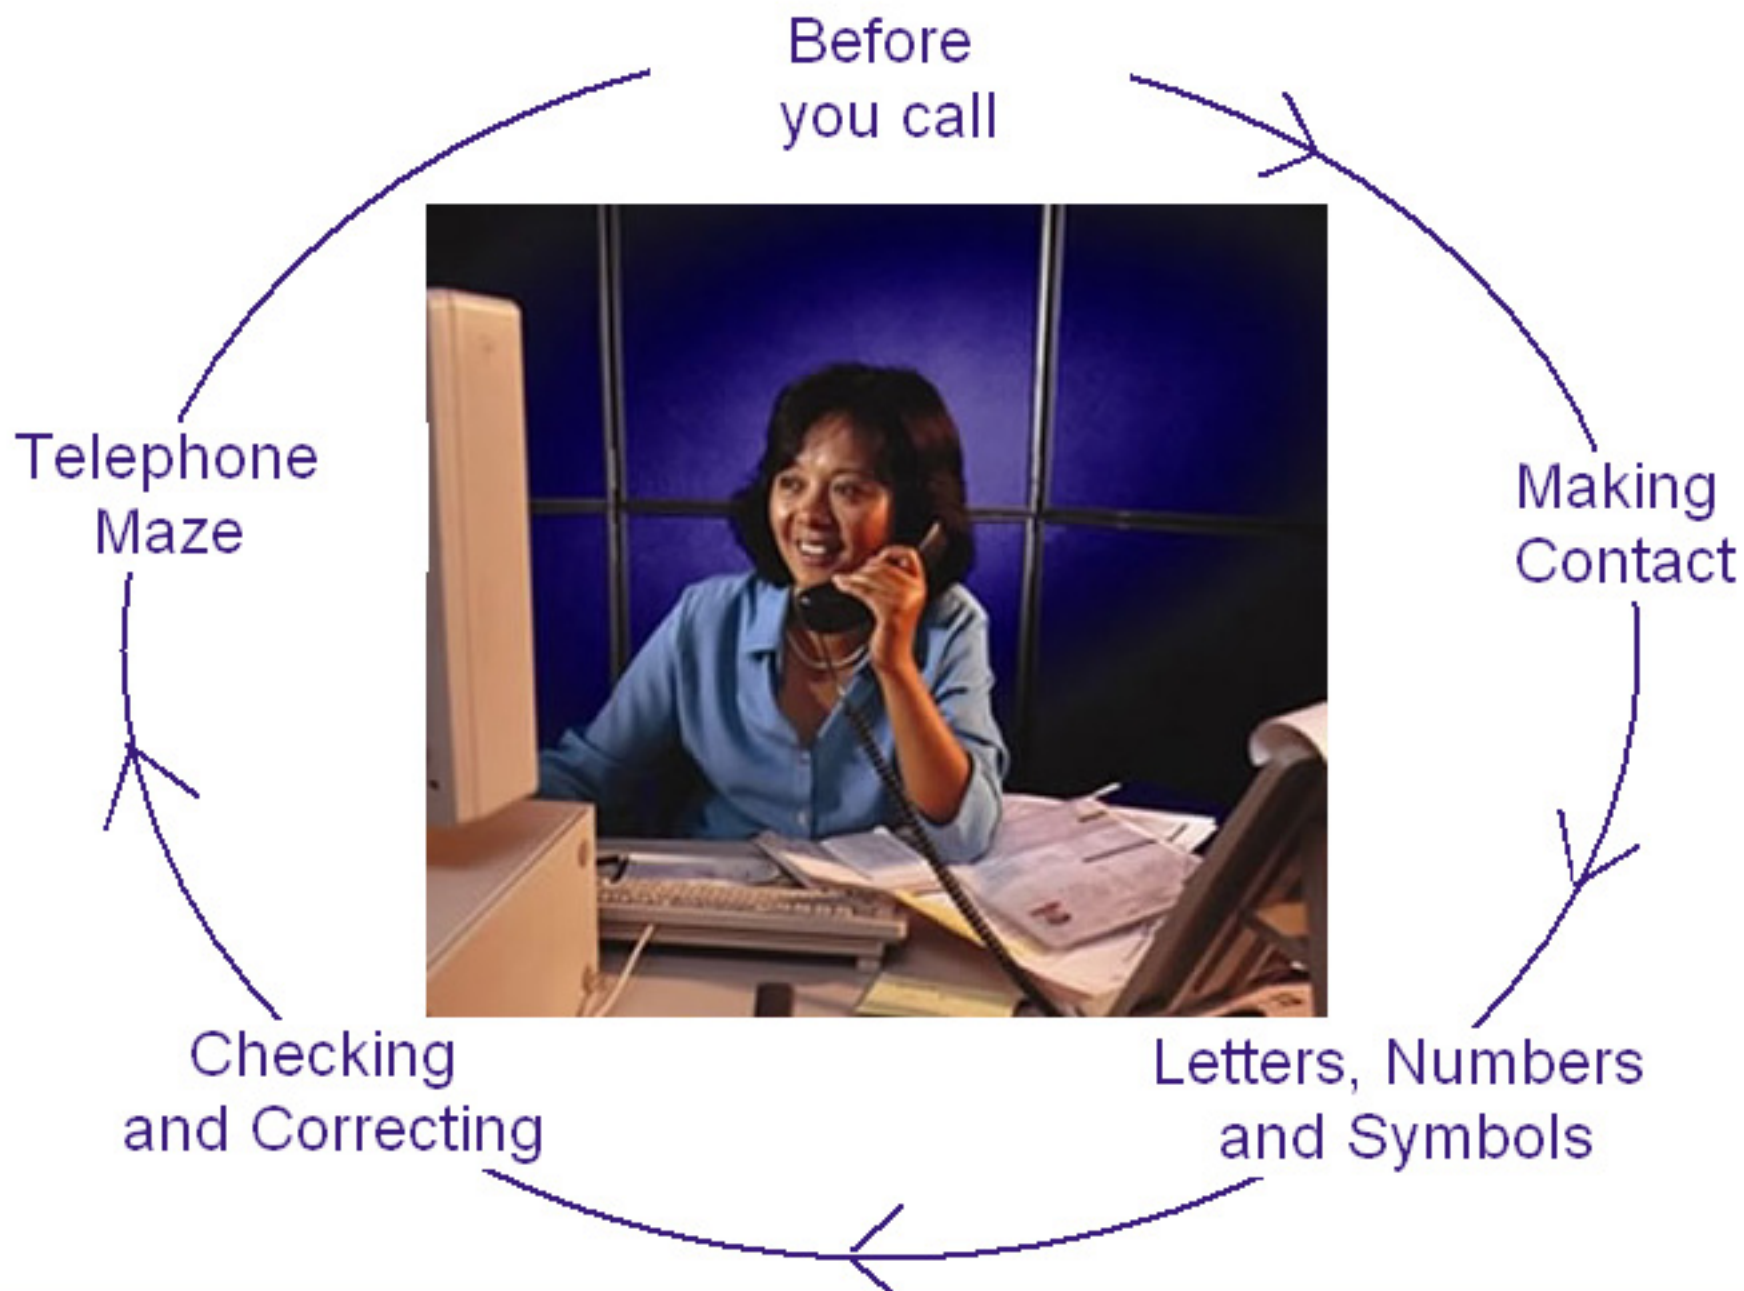 Before
you call
Making
Contact
Letters, Numbers
and Symbols
Checking
and Correcting
Telephone
Maze